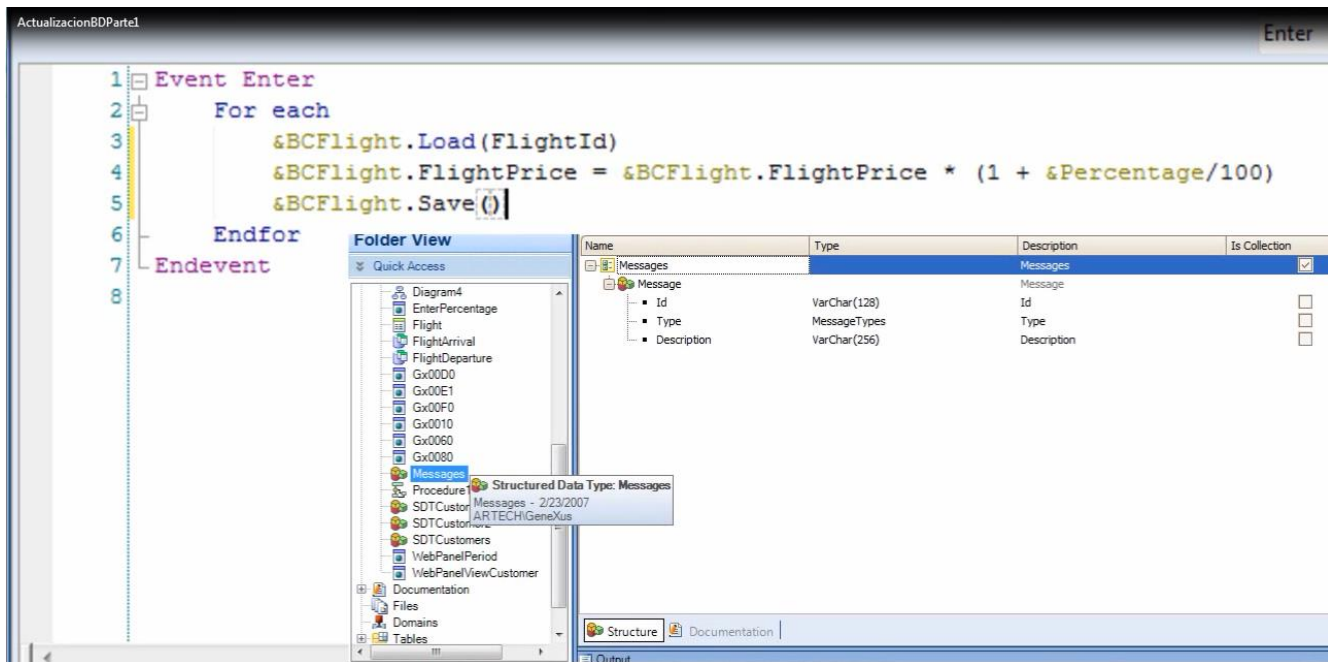 ActualizacionBDParte1
Enter
1 Event Enter
2 For each
3 &BCFlight.Load(FlightId)
4 &BCFlight.FlightPrice = &BCFlight.FlightPrice * (1 + &Percentage/100)
5 &BCFlight.Save()
6 Endfor
7 Endevent
8
Folder View
Quick Access
Diagram4
EnterPercentage
Flight
FlightArrival
FlightDeparture
Gx00D0
Gx00E1
Gx00F0
Gx0010
Gx0060
Gx0080
Messages
Procedure1
SDTCustom
SDTCustomers
WebPanelPeriod
WebPanelViewCustomer
Documentation
Files
Domains
Tables
Structured Data Type: Messages
Messages - 2/23/2007
ARTECH\GeneXus
Name Type Description Is Collection
Messages Messages
Message Message
Id VarChar(128) Id
Type MessageTypes Type
Description VarChar(256) Description
Structure Documentation
Output